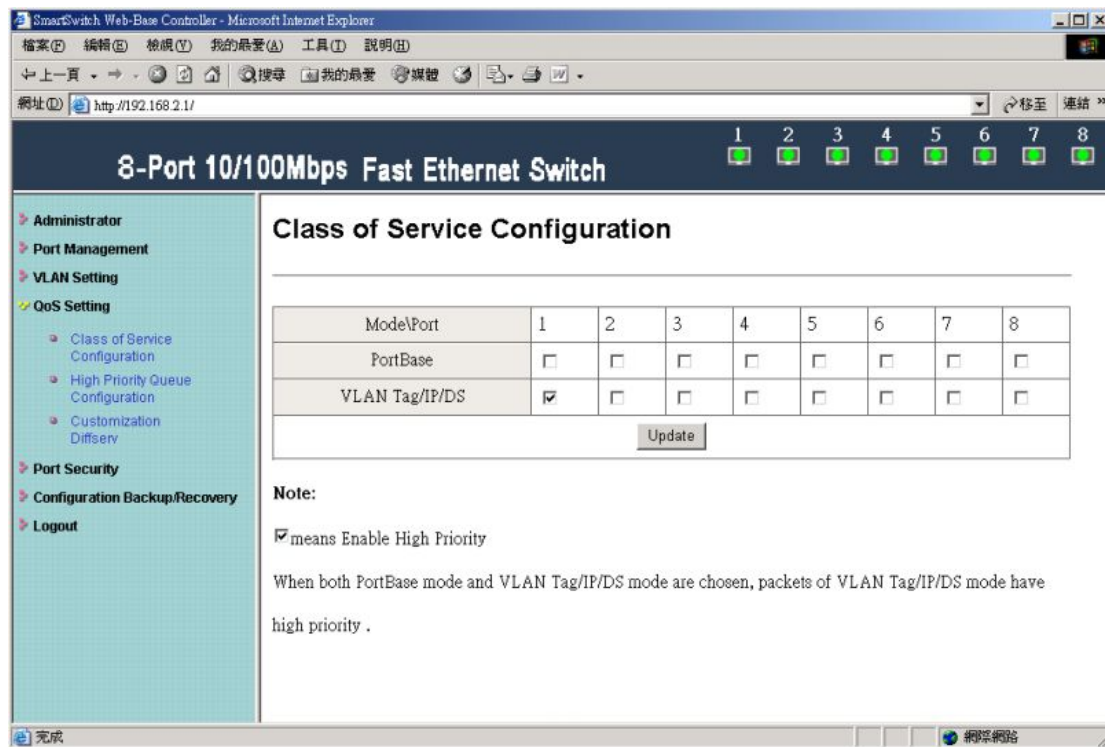 SmartSwitch Web-Base Controller - Microsoft Internet Explorer
檔案(F) 編輯(E) 檢視(V) 我的最愛(A) 工具(T) 說明(H)
上一頁 搜尋 我的最愛 媒體
網址(D) http://192.168.2.1/ 移至 連結 »
1 2 3 4 5 6 7 8
8-Port 10/100Mbps Fast Ethernet Switch
Administrator
Port Management
VLAN Setting
QoS Setting
Class of Service
Configuration
High Priority Queue
Configuration
Customization
Diffserv
Port Security
Configuration Backup/Recovery
Logout
Class of Service Configuration
Mode\Port 1 2 3 4 5 6 7 8
PortBase
VLAN Tag/IP/DS
Update
Note:
means Enable High Priority
When both PortBase mode and VLAN Tag/IP/DS mode are chosen, packets of VLAN Tag/IP/DS mode have
high priority .
完成 網際網路